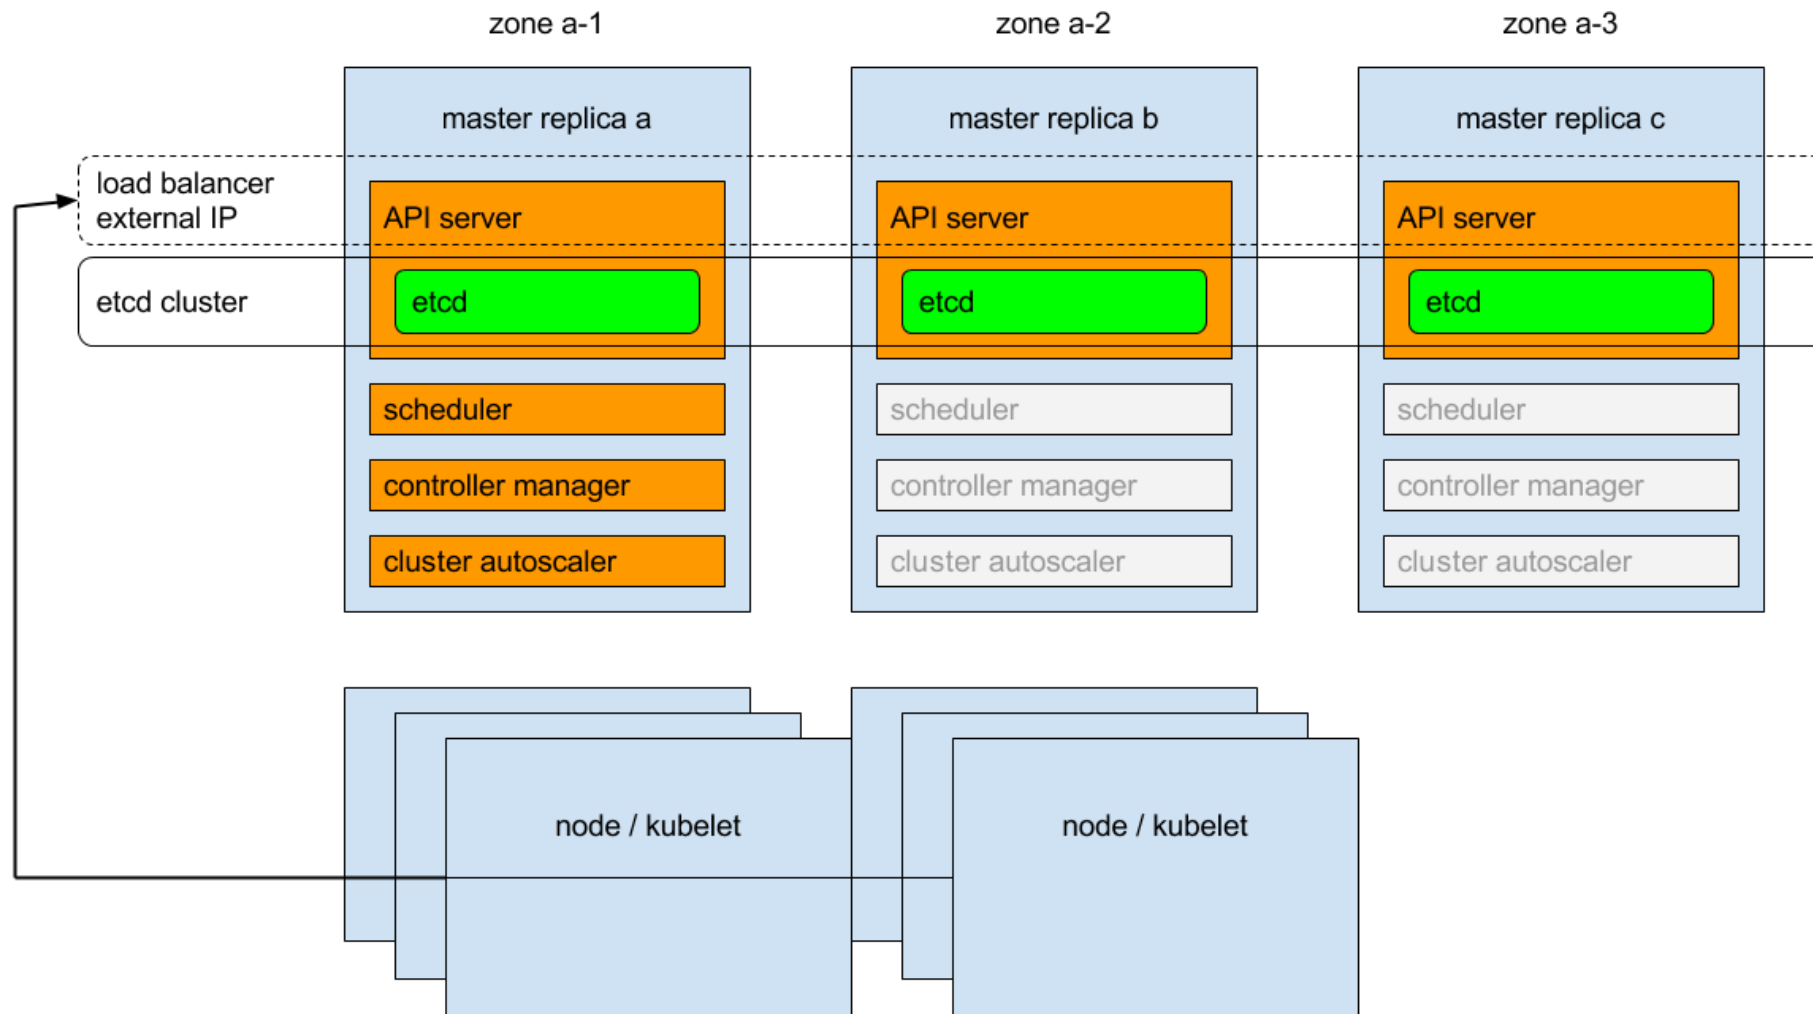 zone a-1
zone a-2
zone a-3
master replica a
master replica b
master replica c
load balancer
external IP
API server
API server
API server
etcd cluster
etcd
etcd
etcd
scheduler
scheduler
scheduler
controller manager
controller manager
controller manager
cluster autoscaler
cluster autoscaler
cluster autoscaler
node / kubelet
node / kubelet